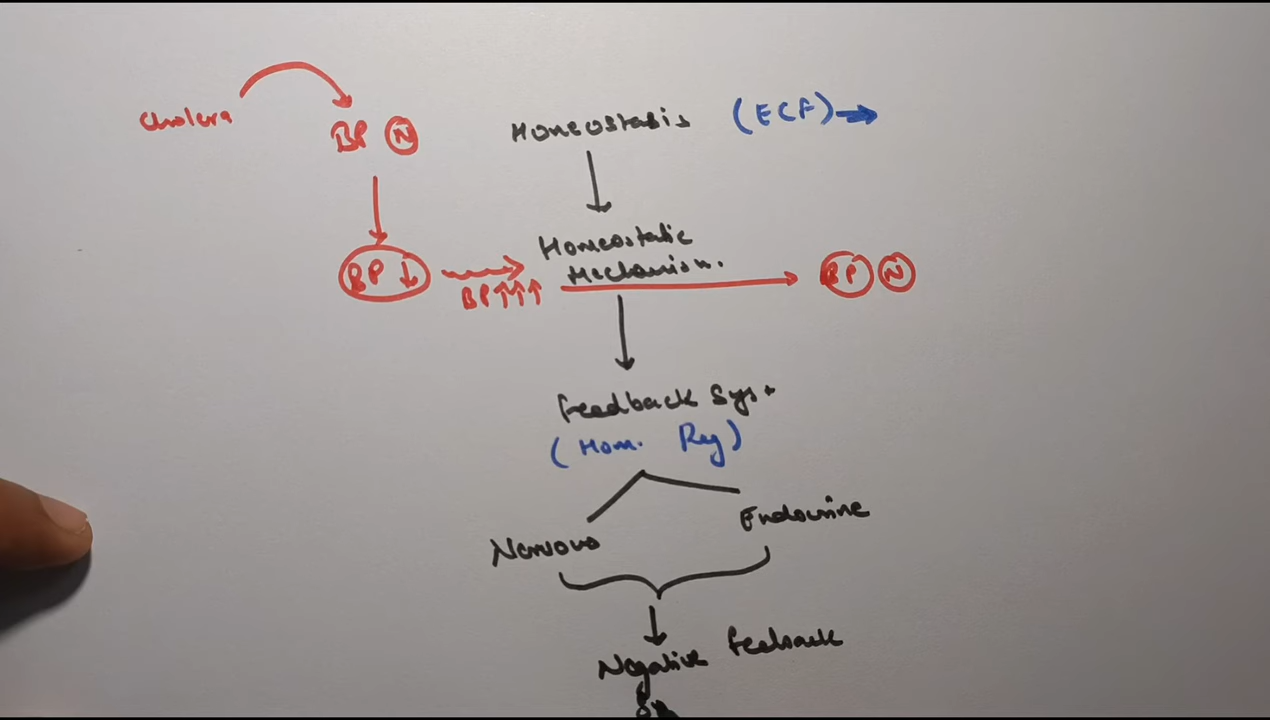 Cholera
BP N
Homeostasis (ECF)
BP ↓
BP↑↑↑
Homeostatic
Mechanism.
BP N
Feedback Sys.
(Hom. Reg)
Nervous
Endocrine
Negative Feedback